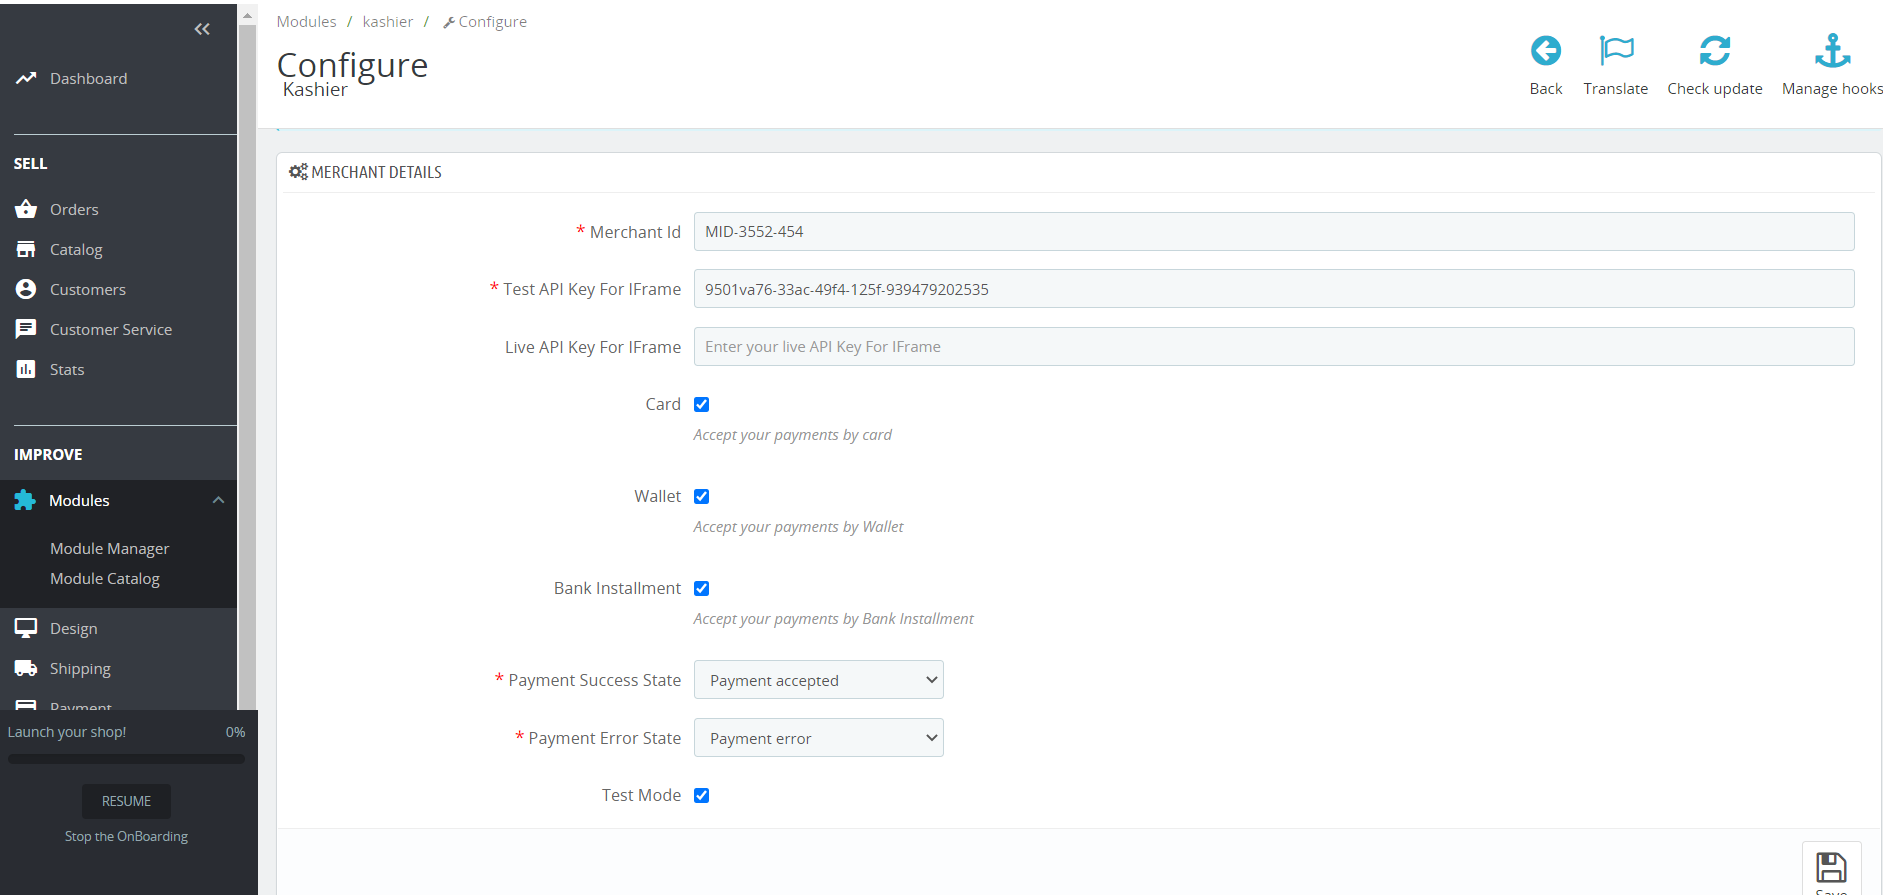 Dashboard
SELL
Orders
Catalog
Customers
Customer Service
Stats
IMPROVE
Modules
Module Manager
Module Catalog
Design
Shipping
Payment
Launch your shop! 0%
RESUME
Stop the OnBoarding
Modules / kashier / Configure
Configure
Kashier
Back
Translate
Check update
Manage hooks
MERCHANT DETAILS
* Merchant Id MID-3552-454
* Test API Key For IFrame 9501va76-33ac-49f4-125f-939479202535
Live API Key For IFrame Enter your live API Key For IFrame
Card
Accept your payments by card
Wallet
Accept your payments by Wallet
Bank Installment
Accept your payments by Bank Installment
* Payment Success State Payment accepted
* Payment Error State Payment error
Test Mode
Save